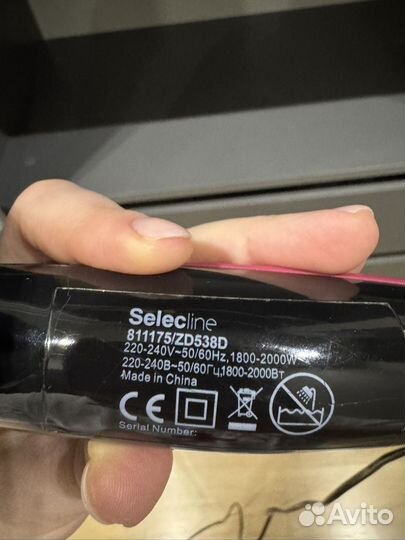 Selecline
811175/ZD538D
220-240V~50/60Hz,1800-2000W
220-240В~50/60ГЦ,1800-2000Вт
Made in China
CE
Serial Number:
Avito